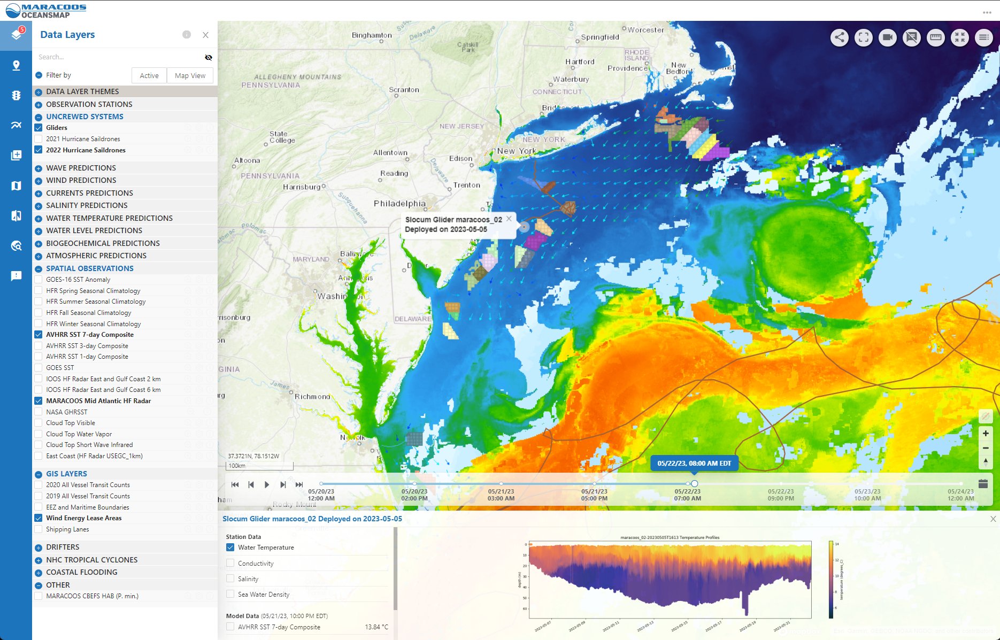 MARACOOS
OCEANSMAP
5
Data Layers
Search...
Filter by
Active
Map View
DATA LAYER THEMES
OBSERVATION STATIONS
UNCREWED SYSTEMS
Gliders
2021 Hurricane Saildrones
2022 Hurricane Saildrones
WAVE PREDICTIONS
WIND PREDICTIONS
CURRENTS PREDICTIONS
SALINITY PREDICTIONS
WATER TEMPERATURE PREDICTIONS
WATER LEVEL PREDICTIONS
BIOGEOCHEMICAL PREDICTIONS
ATMOSPHERIC PREDICTIONS
SPATIAL OBSERVATIONS
GOES-16 SST Anomaly
HFR Spring Seasonal Climatology
HFR Summer Seasonal Climatology
HFR Fall Seasonal Climatology
HFR Winter Seasonal Climatology
AVHRR SST 7-day Composite
AVHRR SST 3-day Composite
AVHRR SST 1-day Composite
GOES SST
IOOS HF Radar East and Gulf Coast 2 km
IOOS HF Radar East and Gulf Coast 6 km
MARACOOS Mid Atlantic HF Radar
NASA GHRSST
Cloud Top Visible
Cloud Top Water Vapor
Cloud Top Short Wave Infrared
East Coast (HF Radar USEGC_1km)
GIS LAYERS
2020 All Vessel Transit Counts
2019 All Vessel Transit Counts
EEZ and Maritime Boundaries
Wind Energy Lease Areas
Shipping Lanes
DRIFTERS
NHC TROPICAL CYCLONES
COASTAL FLOODING
OTHER
MARACOOS CBEFS HAB (P. min.)
Binghamton
Delaware
Catskill
Park
Worcester
Springfield
RHODE
ISLAND
Hartford
Providence
New
Bedford
ALLEGHENY MOUNTAINS
PENNSYLVANIA
Waterbury
Scranton
CONNECTICUT
NEW JERSEY
State
College
NEW YORK
New York
Allentown
Edison
Altoona
Delaware
Reading
PENNSYLVANIA
Harrisburg
Trenton
Susquehanna
Philadelphia
Slocum Glider maracoos_02
Deployed on 2023-05-05
Potomac
MARYLAND
Washin
DELAWARE
risonburg
on
GINIA
James
Richmond
rg
37.3721N, 78.1512W
100km
05/22/23, 08:00 AM EDT
05/20/23
12:00 AM
05/20/23
02:00 PM
05/21/23
03:00 AM
05/21/23
05:00 PM
05/22/23
07:00 AM
05/22/23
09:00 PM
05/23/23
10:00 AM
05/24/23
12:00 AM
ham
Rocky Mount
Slocum Glider maracoos_02 Deployed on 2023-05-05
Station Data
Water Temperature
Conductivity
Salinity
Sea Water Density
Model Data (05/21/23, 10:00 PM EDT)
AVHRR SST 7-day Composite 13.84 °C
maracoos_02-20230505T1613 Temperature Profiles
depth (m)
0
10
20
30
40
50
60
2023-05-07
2023-05-09
2023-05-11
2023-05-13
2023-05-15
2023-05-17
2023-05-19
2023-05-21
14
12
10
8
6
temperature (degrees_C)